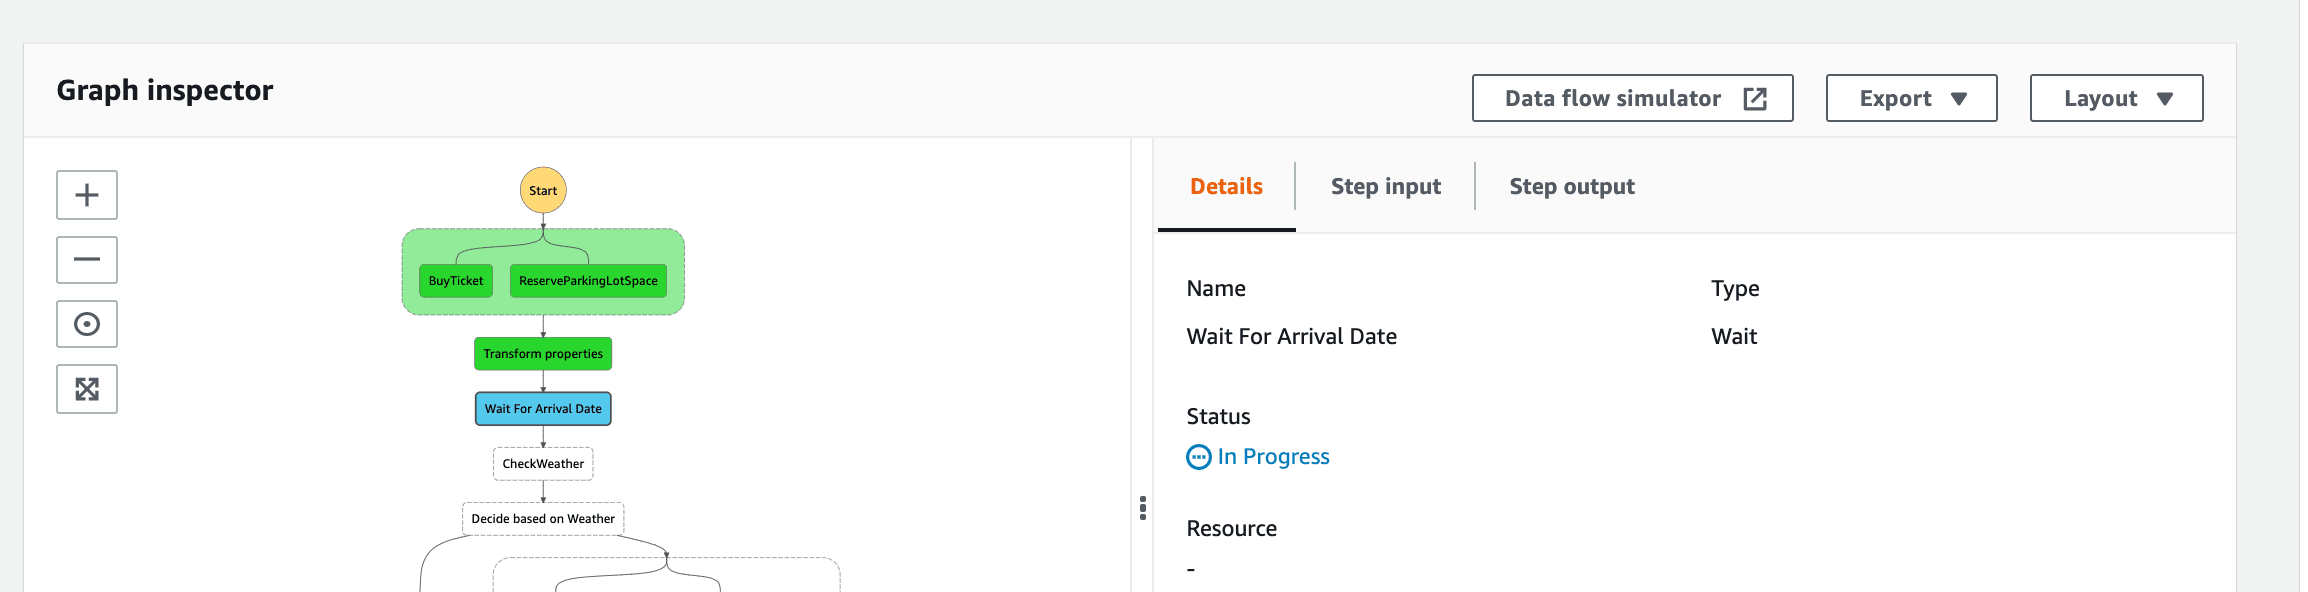 Graph inspector
Data flow simulator
Export
Layout
Start
BuyTicket
ReserveParkingLotSpace
Transform properties
Wait For Arrival Date
CheckWeather
Decide based on Weather
Details
Step input
Step output
Name
Type
Wait For Arrival Date
Wait
Status
In Progress
Resource
-